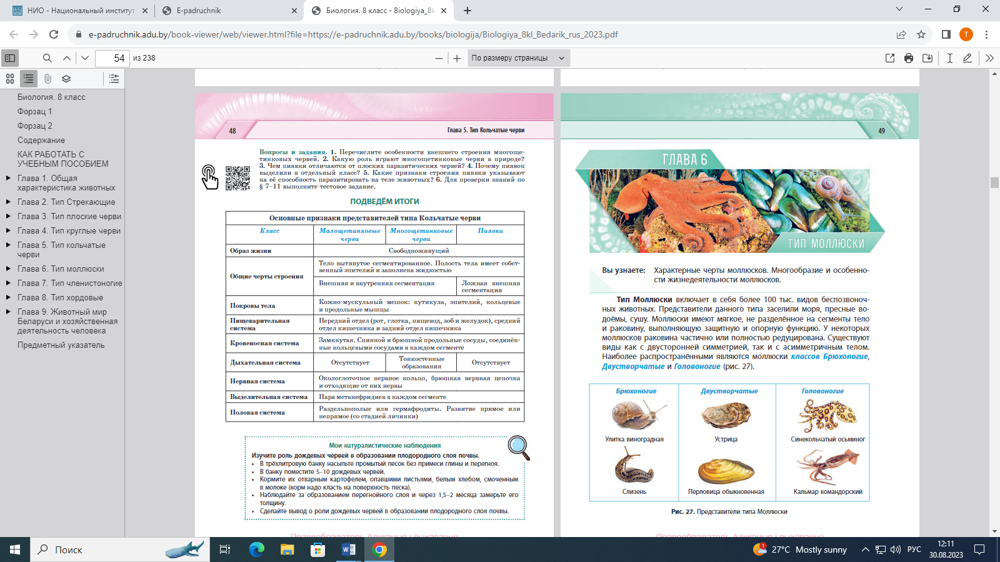 НИО - Национальный институт
E-padruchnik
Биология. 8 класс - Biologiya_8k
e-padruchnik.adu.by/book-viewer/web/viewer.html?file=https://e-padruchnik.adu.by/books/biologija/Biologiya_8kl_Bedarik_rus_2023.pdf
T
54 из 238
По размеру страницы
Биология. 8 класс
Форзац 1
Форзац 2
Содержание
КАК РАБОТАТЬ С
УЧЕБНЫМ ПОСОБИЕМ
Глава 1. Общая
характеристика животных
Глава 2. Тип Стрекающие
Глава 3. Тип плоские черви
Глава 4. Тип круглые черви
Глава 5. Тип кольчатые
черви
Глава 6. Тип моллюски
Глава 7. Тип членистоногие
Глава 8. Тип хордовые
Глава 9. Животный мир
Беларуси и хозяйственная
деятельность человека
Предметный указатель
48
Глава 5. Тип Кольчатые черви
Вопросы и задания. 1. Перечислите особенности внешнего строения многоще-
тинковых червей. 2. Какую роль играют многощетинковые черви в природе?
3. Чем пиявки отличаются от плоских паразитических червей? 4. Почему пиявок
выделили в отдельный класс? 5. Какие признаки строения пиявки указывают
на её способность паразитировать на теле животных? 6. Для проверки знаний по
§ 7–11 выполните тестовое задание.
ПОДВЕДЁМ ИТОГИ
Основные признаки представителей типа Кольчатые черви
Класс
Малощетинковые
черви
Многощетинковые
черви
Пиявки
Образ жизни
Свободноживущий
Общие черты строения
Тело вытянутое сегментированное. Полость тела имеет собст-
венный эпителий и заполнена жидкостью
Внешняя и внутренняя сегментация
Ложная внешняя
сегментация
Покровы тела
Кожно-мускульный мешок: кутикула, эпителий, кольцевые
и продольные мышцы
Пищеварительная
система
Передний отдел (рот, глотка, пищевод, зоб и желудок), средний
отдел кишечника и задний отдел кишечника
Кровеносная система
Замкнутая. Спинной и брюшной продольные сосуды, соединён-
ные кольцевыми сосудами в каждом сегменте
Дыхательная система
Отсутствует
Тонкостенные
образования
Отсутствует
Нервная система
Окологлоточное нервное кольцо, брюшная нервная цепочка
и отходящие от них нервы
Выделительная система
Пара метанефридиев в каждом сегменте
Половая система
Раздельнополые или гермафродиты. Развитие прямое или
непрямое (со стадией личинки)
Мои натуралистические наблюдения
Изучите роль дождевых червей в образовании плодородного слоя почвы.
• В трёхлитровую банку насыпьте промытый песок без примеси глины и перегноя.
• В банку поместите 5–10 дождевых червей.
• Кормите их отварным картофелем, опавшими листьями, белым хлебом, смоченным
в молоке (корм надо класть на поверхность песка).
• Наблюдайте за образованием перегнойного слоя и через 1,5–2 месяца замерьте его
толщину.
• Сделайте вывод о роли дождевых червей в образовании плодородного слоя почвы.
49
ГЛАВА 6
ТИП МОЛЛЮСКИ
Вы узнаете: Характерные черты моллюсков. Многообразие и особенно-
сти жизнедеятельности моллюсков.
Тип Моллюски включает в себя более 100 тыс. видов беспозвоноч-
ных животных. Представители данного типа заселили моря, пресные во-
доёмы, сушу. Моллюски имеют мягкое, не разделённое на сегменты тело
и раковину, выполняющую защитную и опорную функцию. У некоторых
моллюсков раковина частично или полностью редуцирована. Существуют
виды как с двусторонней симметрией, так и с асимметричным телом.
Наиболее распространёнными являются моллюски классов Брюхоногие,
Двустворчатые и Головоногие (рис. 27).
Брюхоногие
Двустворчатые
Головоногие
Улитка виноградная
Устрица
Синекольчатый осьминог
Слизень
Перловица обыкновенная
Кальмар командорский
Рис. 27. Представители типа Моллюски
Правообладатель Адукацыя і выхаванне
Правообладатель Адукацыя і выхаванне
Поиск
1
27°C Mostly sunny
РУС
12:11
30.08.2023